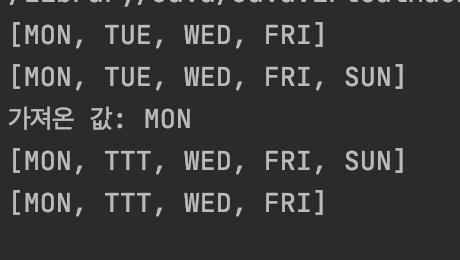 [MON, TUE, WED, FRI]
[MON, TUE, WED, FRI, SUN]
가져온 값: MON
[MON, TTT, WED, FRI, SUN]
[MON, TTT, WED, FRI]